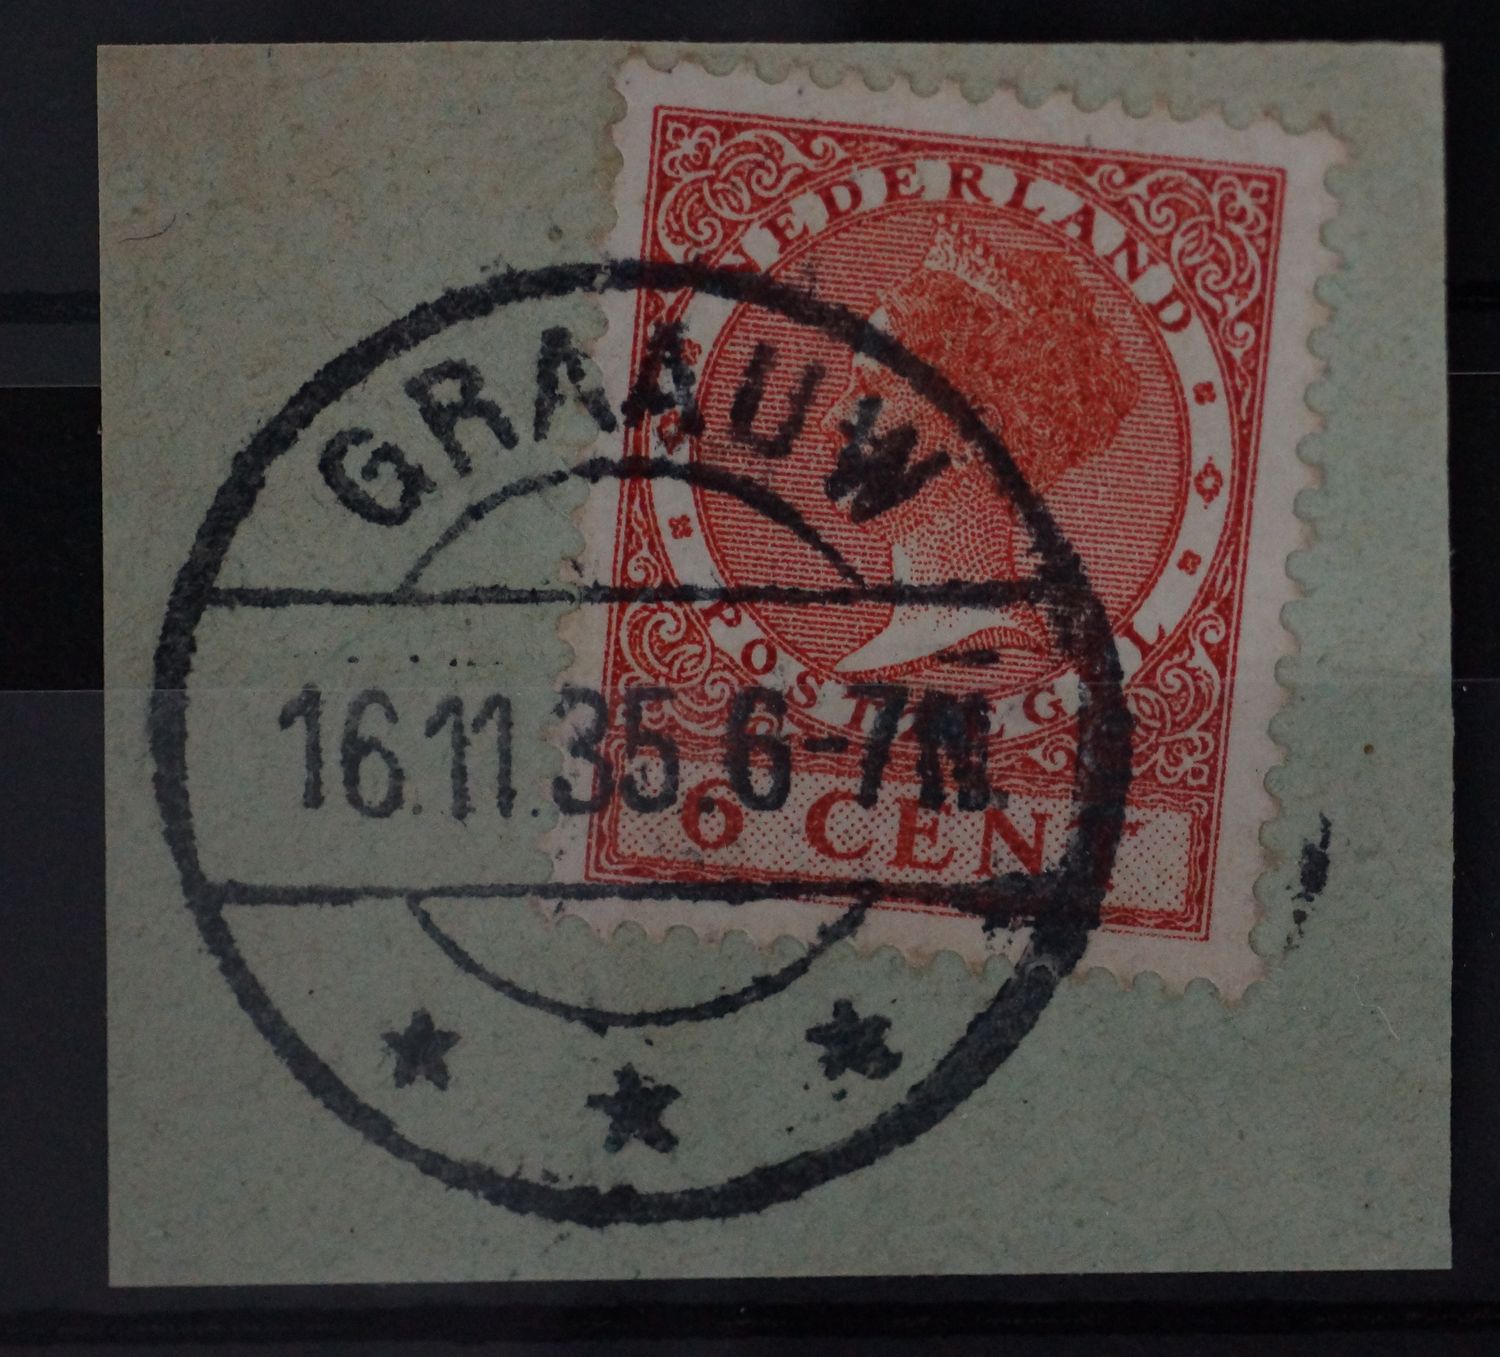 NEDERLAND
POSTZEGEL
6 CENT
GRAAUW
16.11.35.6-7N.